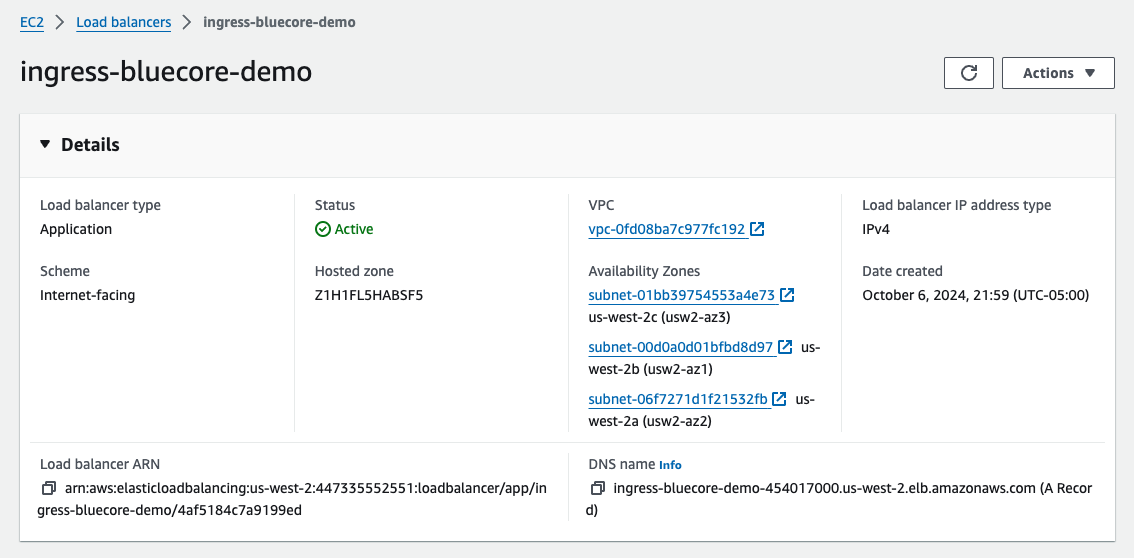 EC2 > Load balancers > ingress-bluecore-demo
ingress-bluecore-demo
Actions
Details
Load balancer type
Application
Scheme
Internet-facing
Status
Active
Hosted zone
Z1H1FL5HABSF5
VPC
vpc-0fd08ba7c977fc192
Availability Zones
subnet-01bb39754553a4e73
us-west-2c (usw2-az3)
subnet-00d0a0d01bfbd8d97 us-
west-2b (usw2-az1)
subnet-06f7271d1f21532fb us-
west-2a (usw2-az2)
Load balancer IP address type
IPv4
Date created
October 6, 2024, 21:59 (UTC-05:00)
Load balancer ARN
arn:aws:elasticloadbalancing:us-west-2:447335552551:loadbalancer/app/in
gress-bluecore-demo/4af5184c7a9199ed
DNS name Info
ingress-bluecore-demo-454017000.us-west-2.elb.amazonaws.com (A Recor
d)